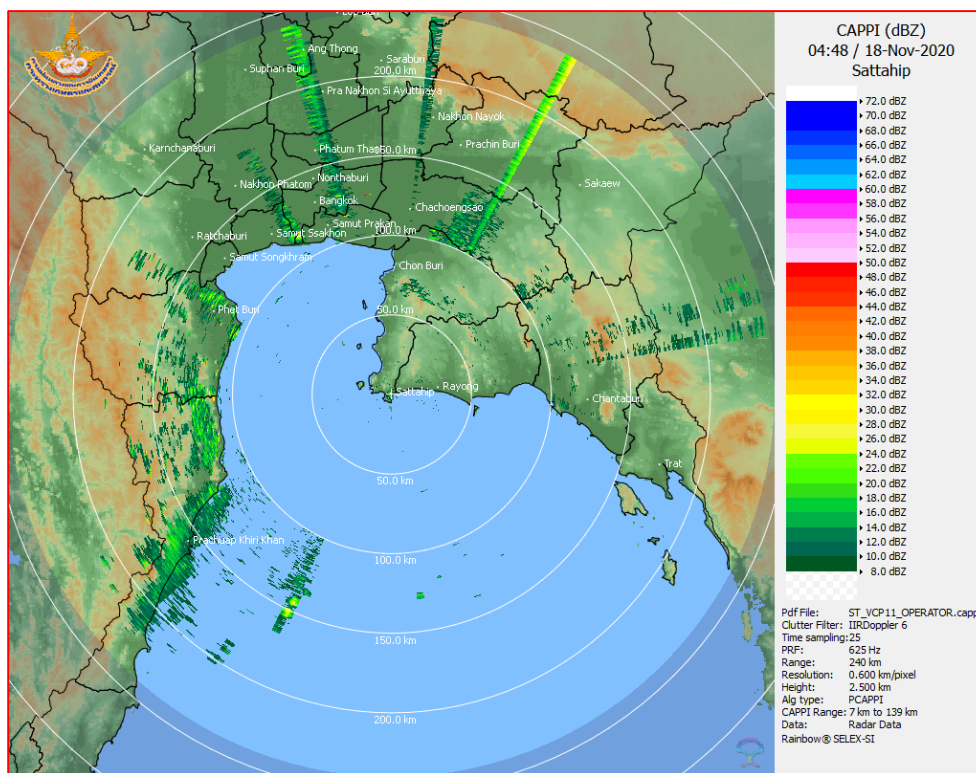 Ang Thong
Saraburi
Suphan Buri
200.0 km
Pra Nakhon Si Ayutthaya
Nakhon Nayok
Karnchanaburi
Phatum Thani
150.0 km
Prachin Buri
Nakhon Phatom
Nonthaburi
Sakaew
Bangkok
Chachoengsao
Samut Prakan
Ratchaburi
Samut Ssakhon
100.0 km
Samut Songkhram
Chon Buri
50.0 km
Phet Buri
Sattahip
Rayong
Chantaburi
Trat
50.0 km
Prachuap Khiri Khan
100.0 km
150.0 km
200.0 km
CAPPI (dBZ)
04:48 / 18-Nov-2020
Sattahip
72.0 dBZ
70.0 dBZ
68.0 dBZ
66.0 dBZ
64.0 dBZ
62.0 dBZ
60.0 dBZ
58.0 dBZ
56.0 dBZ
54.0 dBZ
52.0 dBZ
50.0 dBZ
48.0 dBZ
46.0 dBZ
44.0 dBZ
42.0 dBZ
40.0 dBZ
38.0 dBZ
36.0 dBZ
34.0 dBZ
32.0 dBZ
30.0 dBZ
28.0 dBZ
26.0 dBZ
24.0 dBZ
22.0 dBZ
20.0 dBZ
18.0 dBZ
16.0 dBZ
14.0 dBZ
12.0 dBZ
10.0 dBZ
8.0 dBZ
Pdf File: ST_VCP11_OPERATOR.capp
Clutter Filter: IIRDoppler 6
Time sampling: 25
PRF: 625 Hz
Range: 240 km
Resolution: 0.600 km/pixel
Height: 2.500 km
Alg type: PCAPPI
CAPPI Range: 7 km to 139 km
Data: Radar Data
Rainbow® SELEX-SI